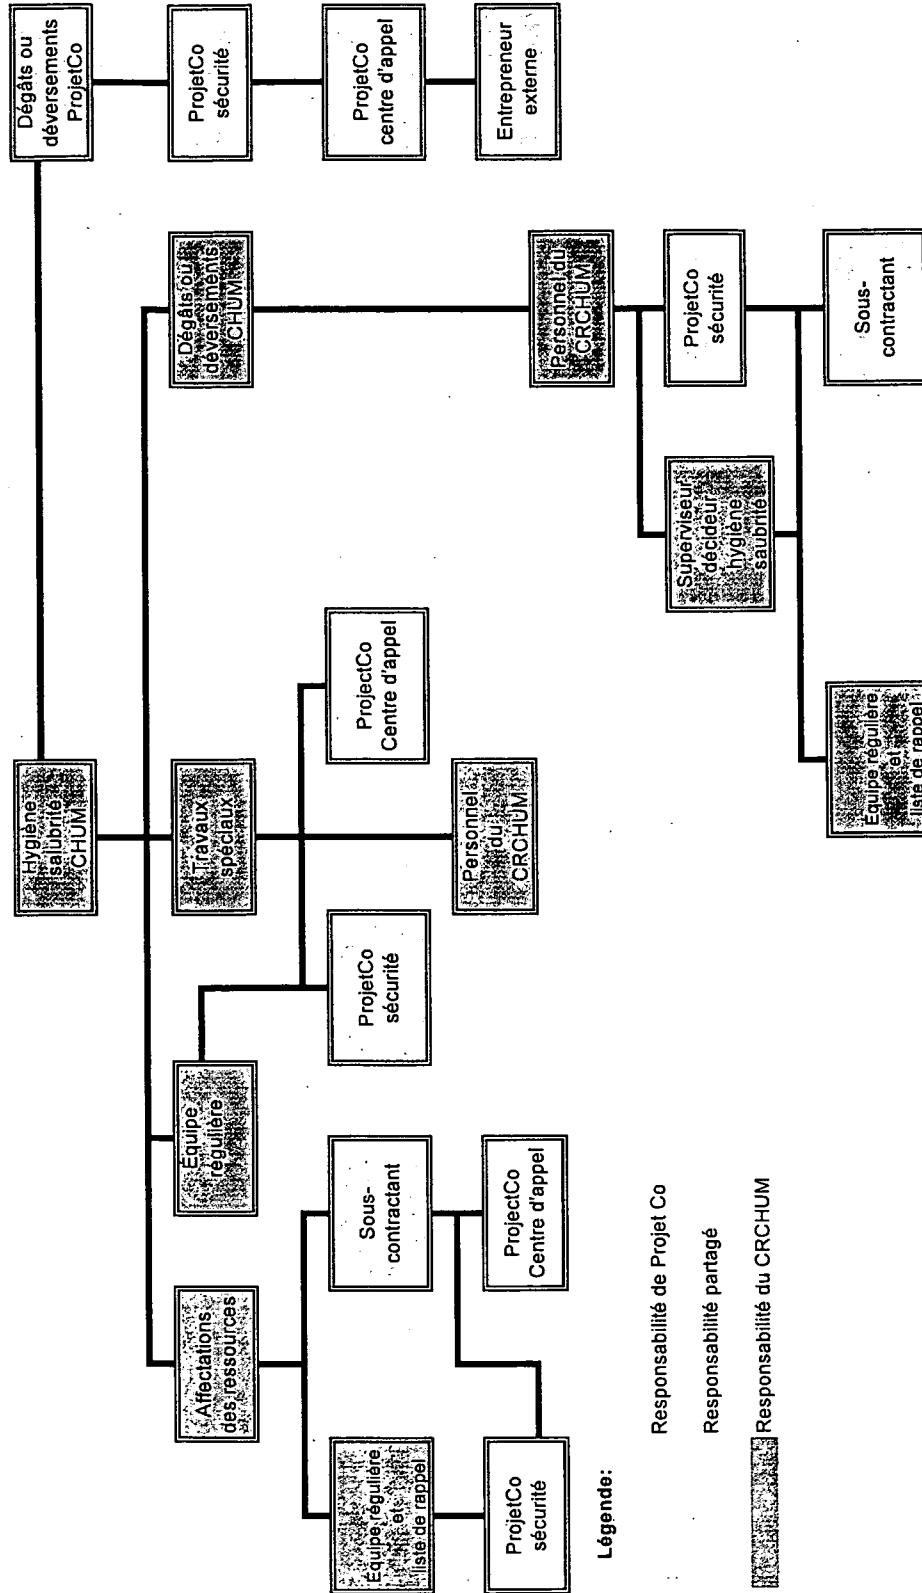 Hygiène
salubrité
CHUM
Dégâts ou
déversements
ProjetCo
Affectations
des ressources
Équipe
régulière
Travaux
spéciaux
Dégâts ou
déversements
CHUM
ProjetCo
sécurité
Équipe régulière
et
liste de rappel
Sous-
contractant
ProjetCo
sécurité
ProjectCo
Centre d'appel
ProjetCo
centre d'appel
ProjetCo
sécurité
ProjectCo
Centre d'appel
Personnel
du
CRCHUM
Personnel du
CRCHUM
Entrepreneur
externe
Superviseur
décideur
hygiène
saubrité
ProjetCo
sécurité
Équipe régulière
et
liste de rappel
Sous-
contractant
Légende:
Responsabilité de Projet Co
Responsabilité partagé
Responsabilité du CRCHUM